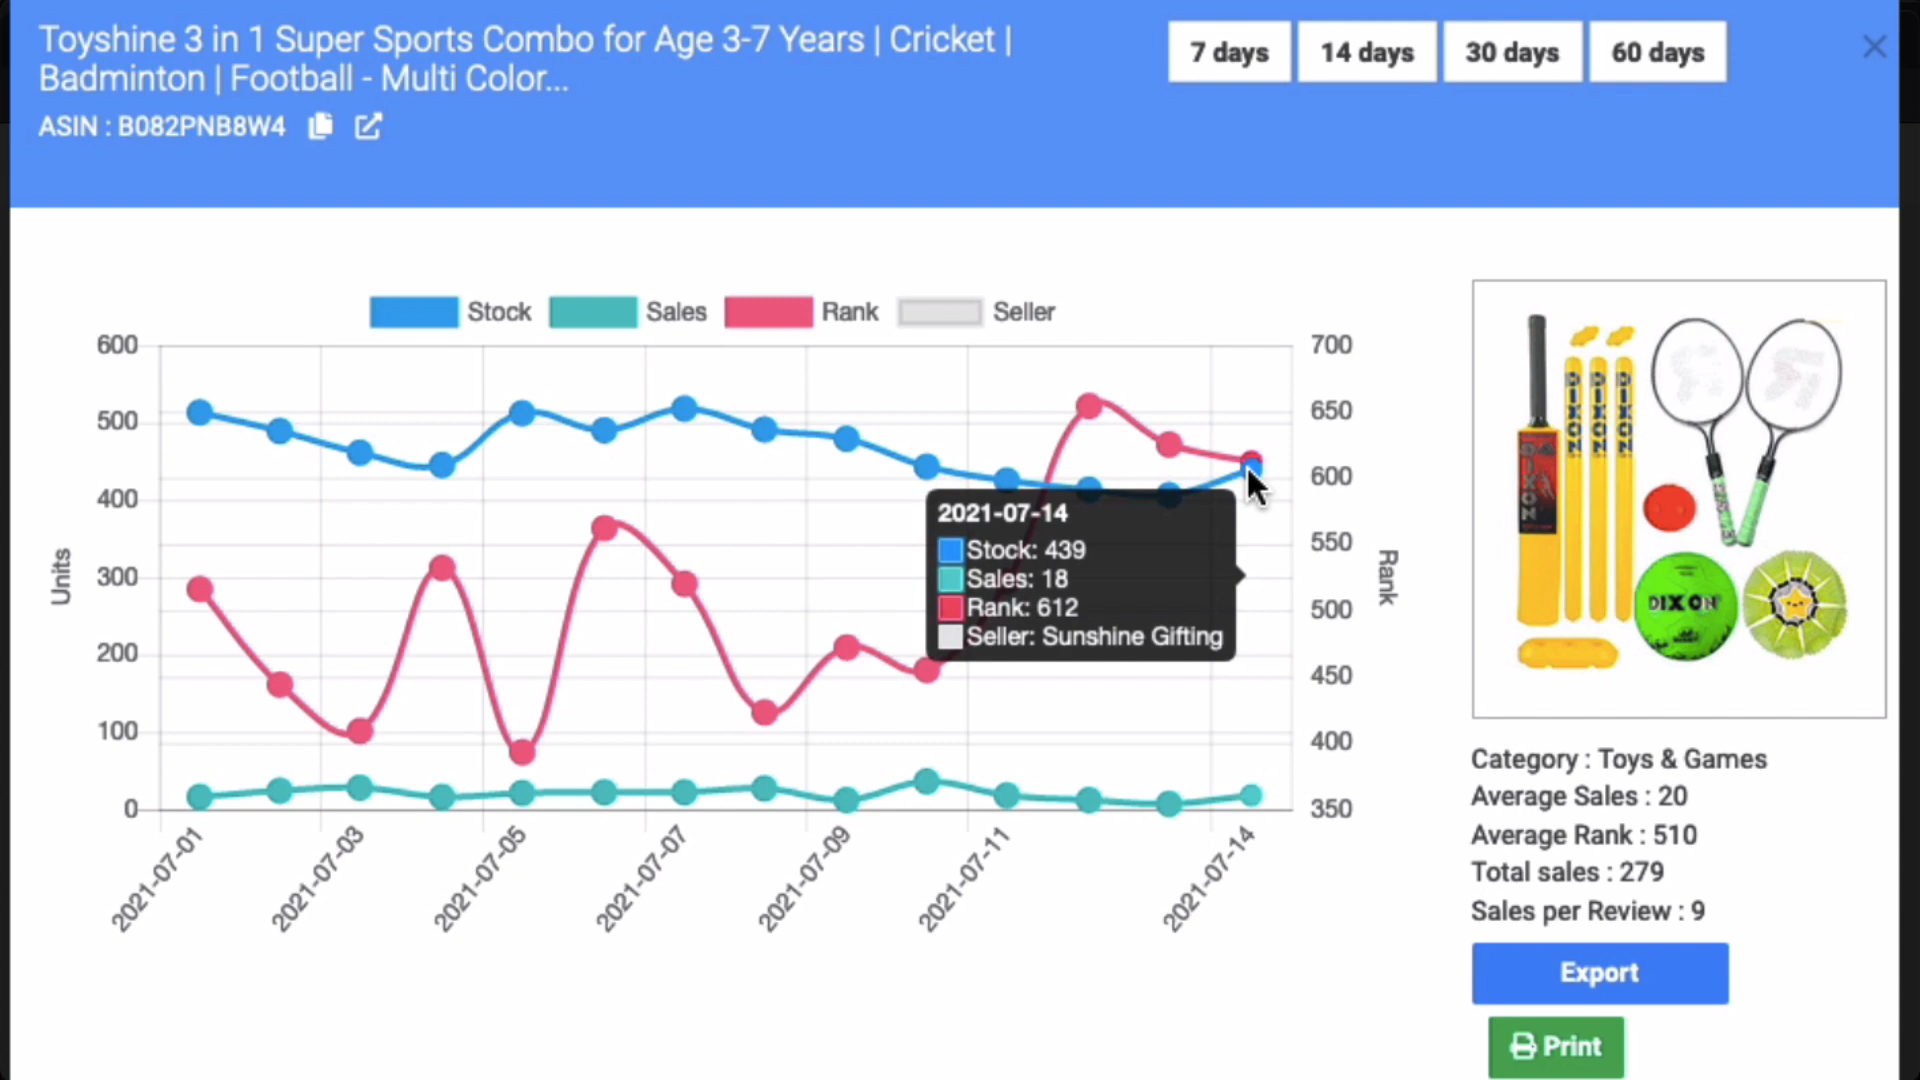 Toyshine 3 in 1 Super Sports Combo for Age 3-7 Years | Cricket |
Badminton | Football - Multi Color...
ASIN : B082PNB8W4
7 days
14 days
30 days
60 days
Stock
Sales
Rank
Seller
600
500
400
300
200
100
0
Units
700
650
600
550
500
450
400
350
Rank
2021-07-14
Stock: 439
Sales: 18
Rank: 612
Seller: Sunshine Gifting
2021-07-01
2021-07-03
2021-07-05
2021-07-07
2021-07-09
2021-07-11
2021-07-14
DIXON
DIXON
DIXON
DIXON
DIXON
Category : Toys & Games
Average Sales : 20
Average Rank : 510
Total sales : 279
Sales per Review : 9
Export
Print